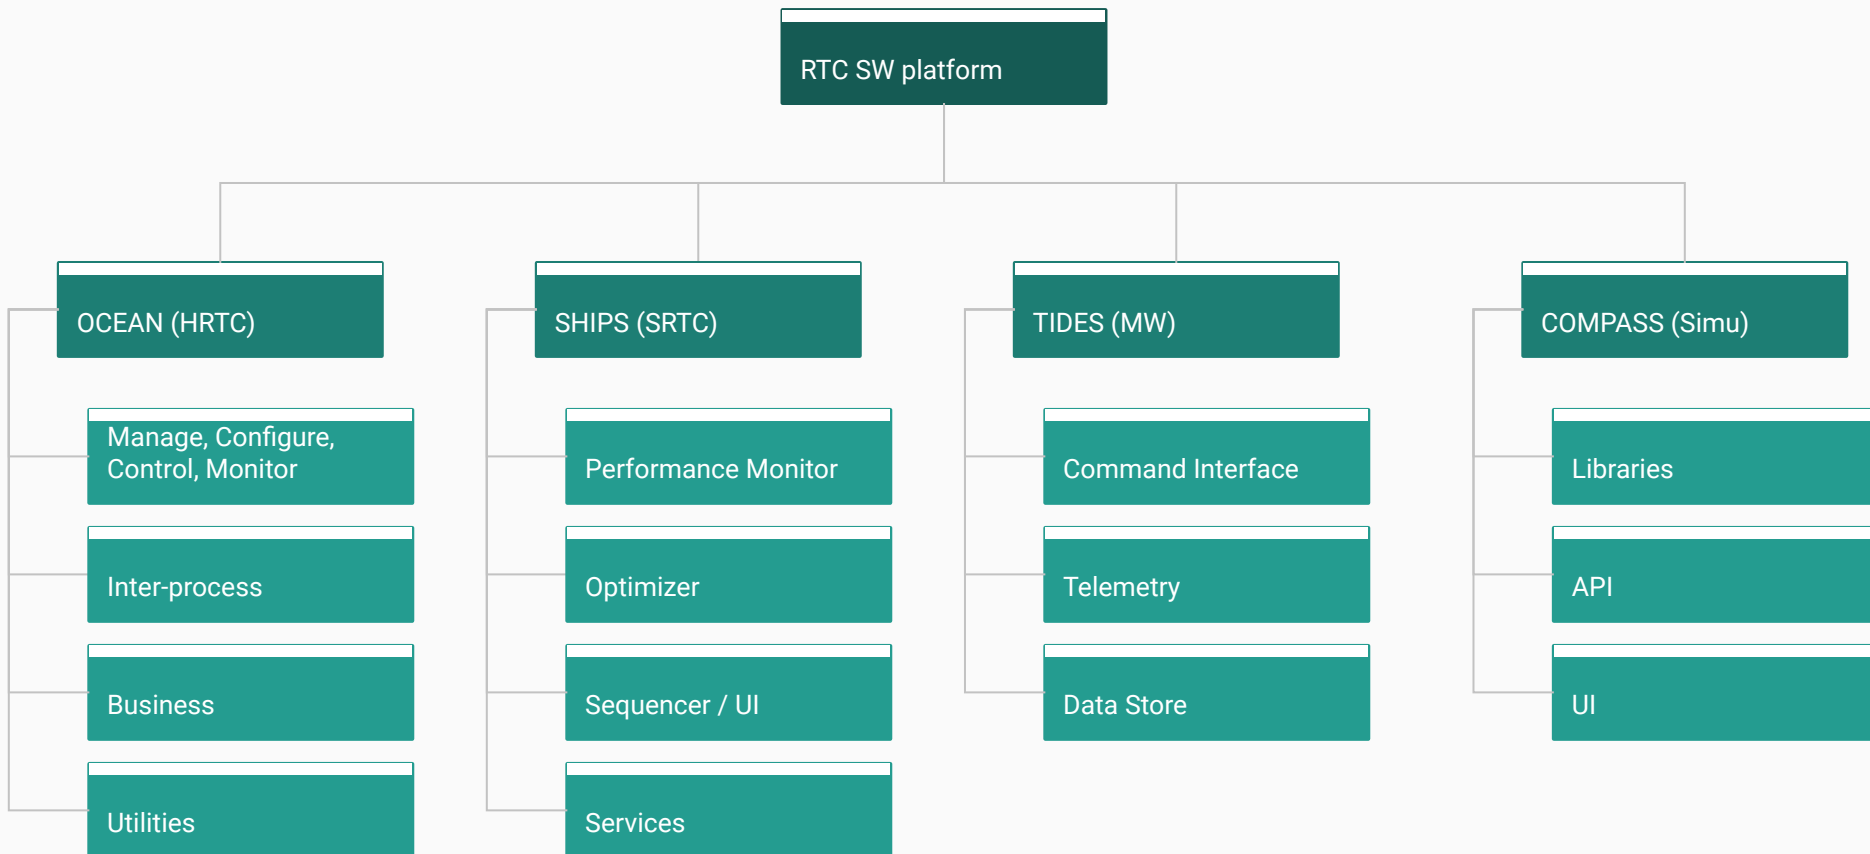 RTC SW platform
OCEAN (HRTC)
Manage, Configure,
Control, Monitor
Inter-process
Business
Utilities
SHIPS (SRTC)
Performance Monitor
Optimizer
Sequencer / UI
Services
TIDES (MW)
Command Interface
Telemetry
Data Store
COMPASS (Simu)
Libraries
API
UI